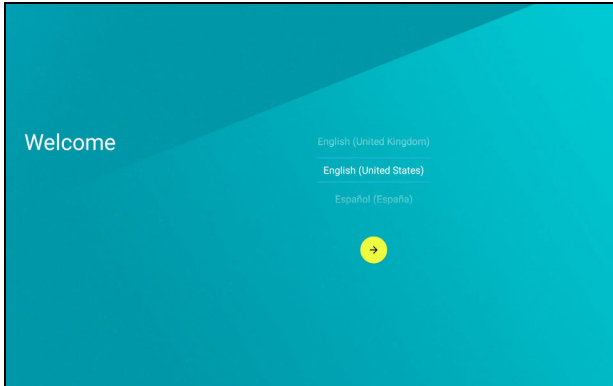 Welcome
English (United Kingdom)
English (United States)
Español (España)